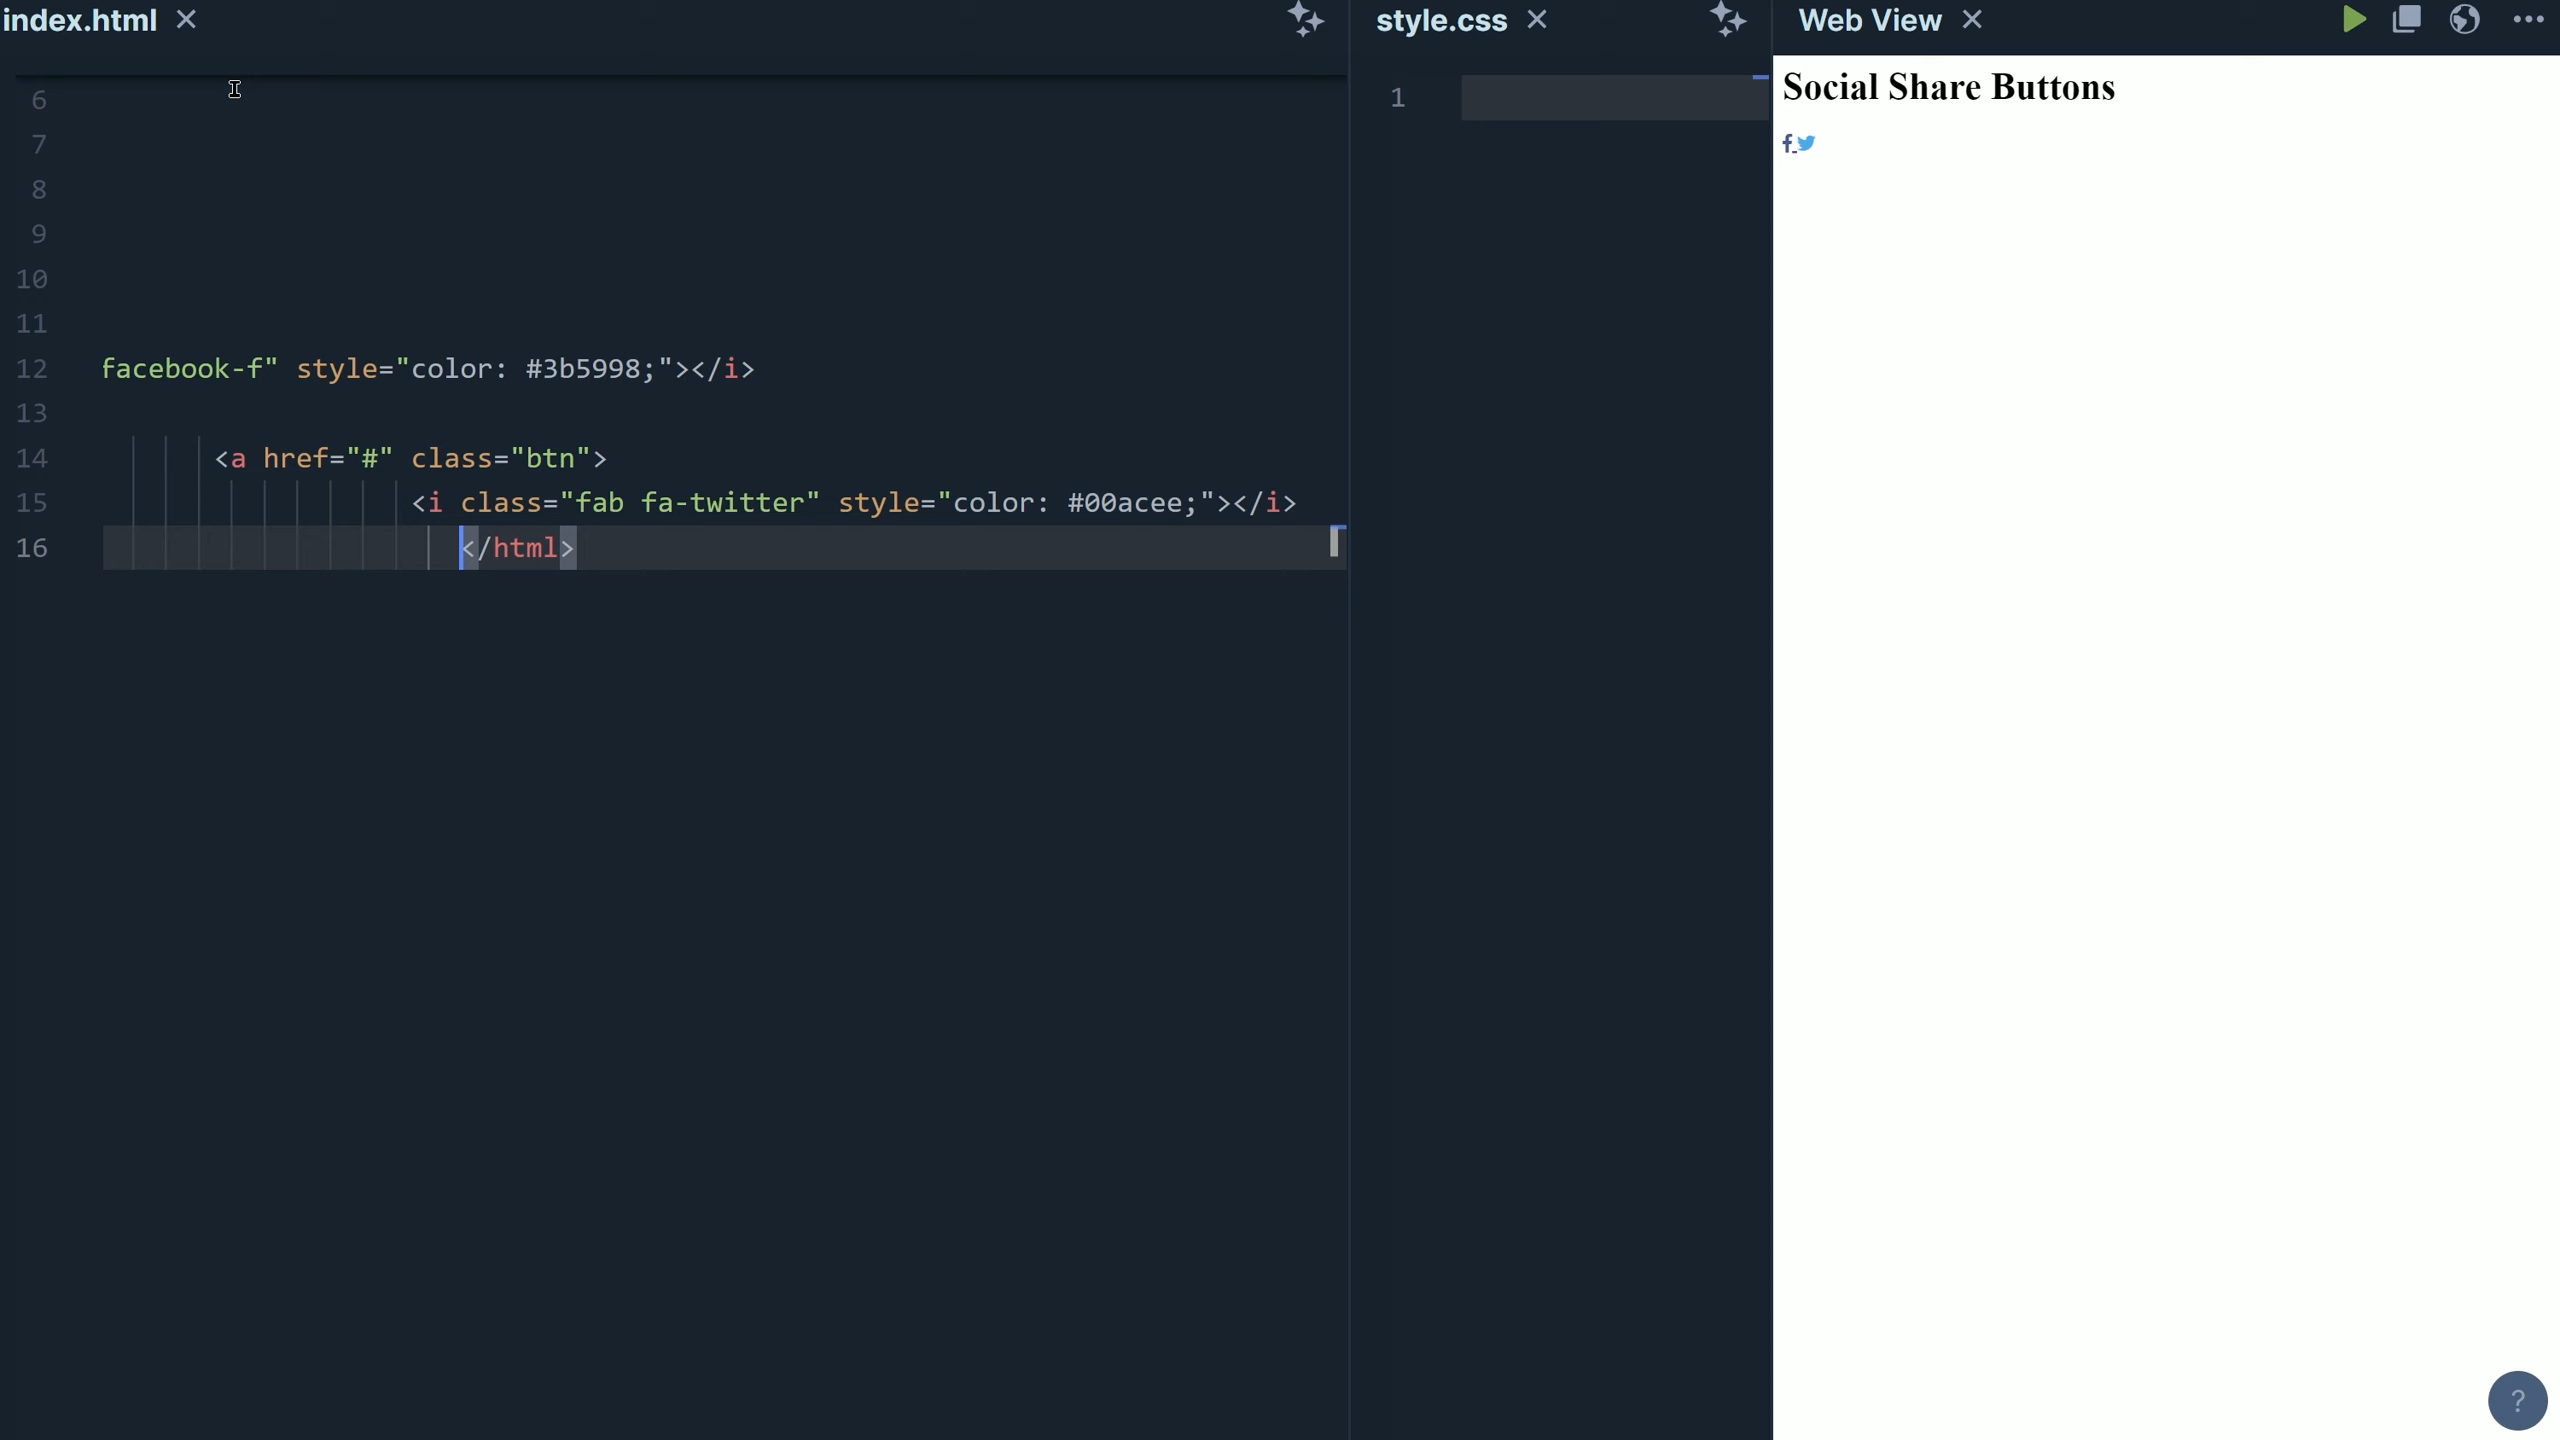 index.html
6
7
8
9
10
11
12 facebook-f" style="color: #3b5998;"></i>
13
14 <a href="#" class="btn">
15 <i class="fab fa-twitter" style="color: #00acee;"></i>
16 </html>
style.css
1
Web View
Social Share Buttons
?